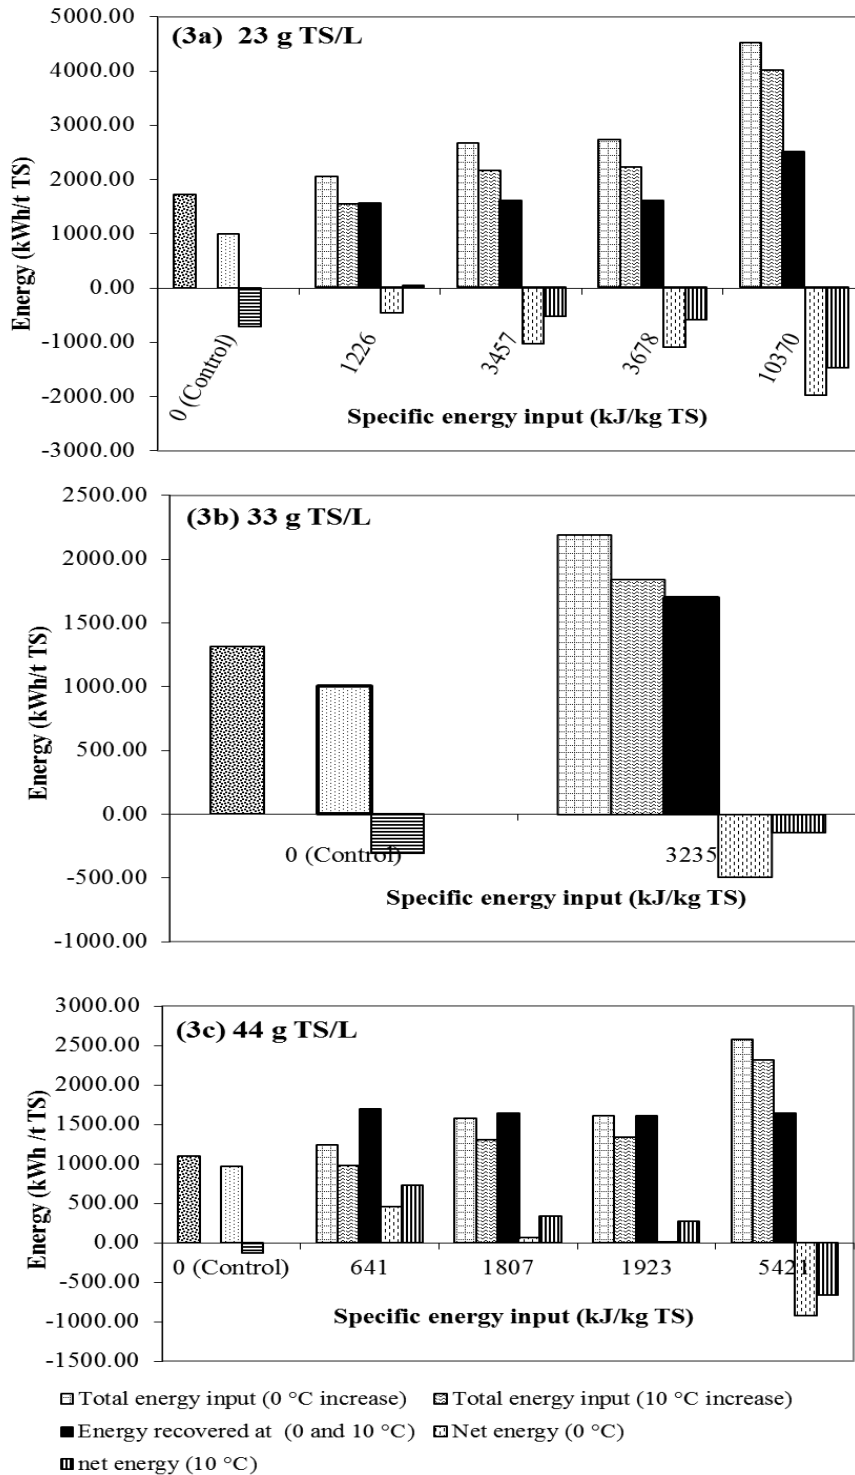 (3a) 23 g TS/L
5000.00
4000.00
3000.00
2000.00
1000.00
0.00
-1000.00
-2000.00
-3000.00
Energy (kWh/t TS)
0 (Control)
1226
3457
3678
10370
Specific energy input (kJ/kg TS)
(3b) 33 g TS/L
2500.00
2000.00
1500.00
1000.00
500.00
0.00
-500.00
-1000.00
Energy (kWh/t TS)
0 (Control)
3235
Specific energy input (kJ/kg TS)
(3c) 44 g TS/L
3000.00
2500.00
2000.00
1500.00
1000.00
500.00
0.00
-500.00
-1000.00
-1500.00
Energy (kWh /t TS)
0 (Control)
641
1807
1923
5421
Specific energy input (kJ/kg TS)
Total energy input (0 °C increase)
Total energy input (10 °C increase)
Energy recovered at (0 and 10 °C)
Net energy (0 °C)
net energy (10 °C)